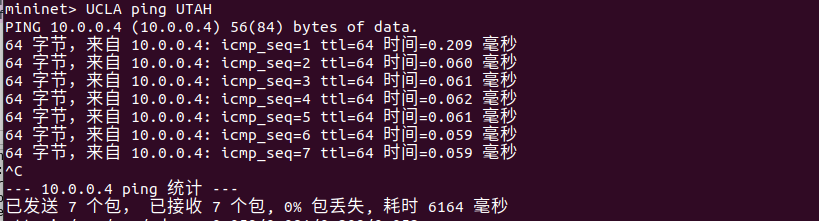 mininet> UCLA ping UTAH
PING 10.0.0.4 (10.0.0.4) 56(84) bytes of data.
64 字节，来自 10.0.0.4: icmp_seq=1 ttl=64 时间=0.209 毫秒
64 字节，来自 10.0.0.4: icmp_seq=2 ttl=64 时间=0.060 毫秒
64 字节，来自 10.0.0.4: icmp_seq=3 ttl=64 时间=0.061 毫秒
64 字节，来自 10.0.0.4: icmp_seq=4 ttl=64 时间=0.062 毫秒
64 字节，来自 10.0.0.4: icmp_seq=5 ttl=64 时间=0.061 毫秒
64 字节，来自 10.0.0.4: icmp_seq=6 ttl=64 时间=0.059 毫秒
64 字节，来自 10.0.0.4: icmp_seq=7 ttl=64 时间=0.059 毫秒
^C
--- 10.0.0.4 ping 统计 ---
已发送 7 个包， 已接收 7 个包, 0% 包丢失, 耗时 6164 毫秒